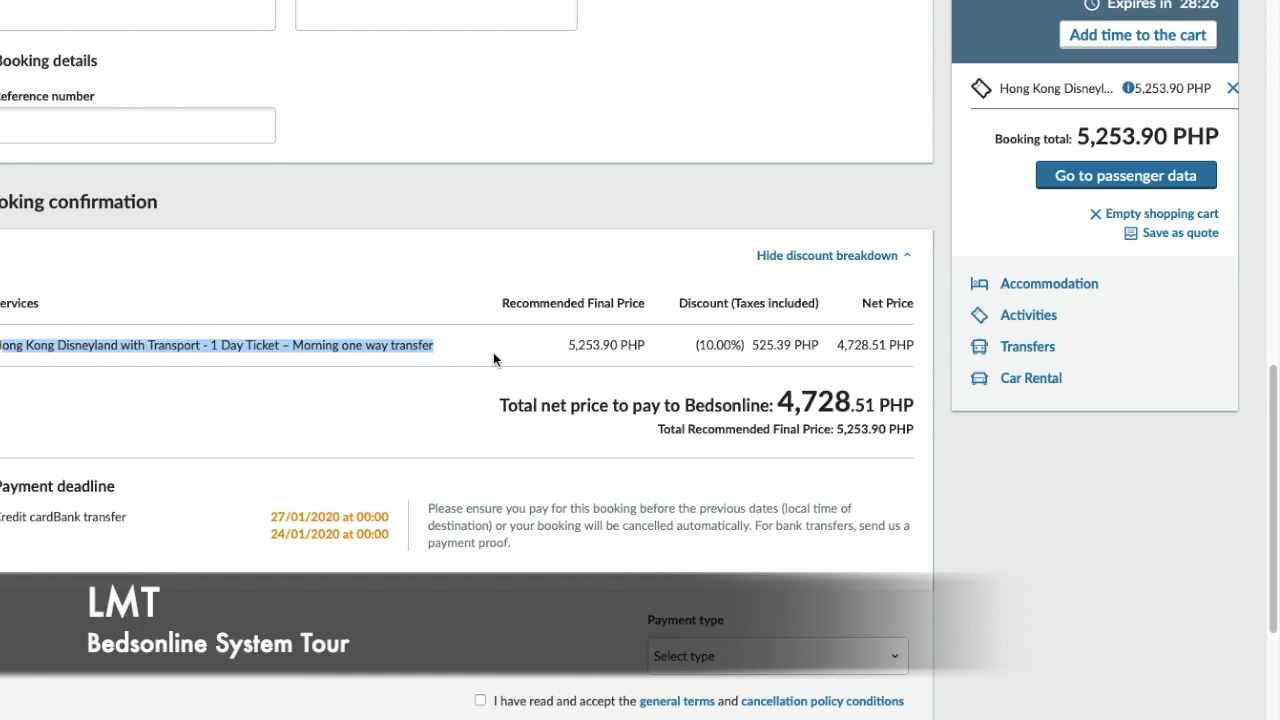 Expires in 28:26
Add time to the cart
Booking details
Reference number
Hong Kong Disneyl... 5,253.90 PHP
Booking total: 5,253.90 PHP
Go to passenger data
Empty shopping cart
Save as quote
oking confirmation
Hide discount breakdown
ervices Recommended Final Price Discount (Taxes included) Net Price
Hong Kong Disneyland with Transport - 1 Day Ticket – Morning one way transfer 5,253.90 PHP (10.00%) 525.39 PHP 4,728.51 PHP
Total net price to pay to Bedsonline: 4,728.51 PHP
Total Recommended Final Price: 5,253.90 PHP
Accommodation
Activities
Transfers
Car Rental
Payment deadline
Credit cardBank transfer
27/01/2020 at 00:00
24/01/2020 at 00:00
Please ensure you pay for this booking before the previous dates (local time of
destination) or your booking will be cancelled automatically. For bank transfers, send us a
payment proof.
LMT
Bedsonline System Tour
Payment type
Select type
I have read and accept the general terms and cancellation policy conditions